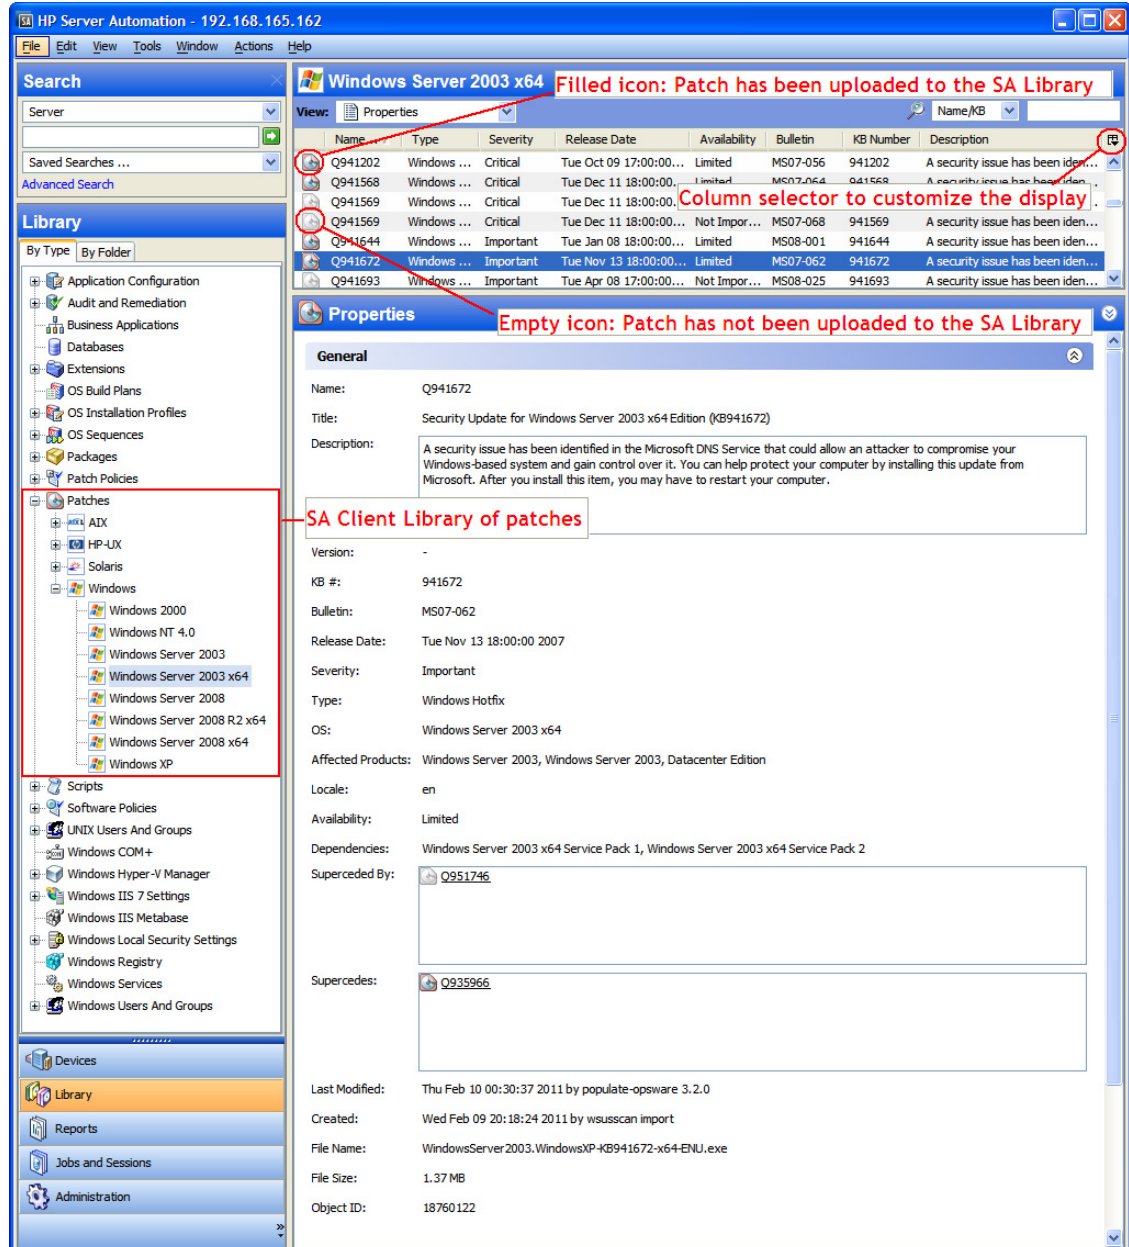 HP Server Automation - 192.168.165.162
File Edit View Tools Window Actions Help
Search
Server
Saved Searches ...
Advanced Search
Library
By Type By Folder
Application Configuration
Audit and Remediation
Business Applications
Databases
Extensions
OS Build Plans
OS Installation Profiles
OS Sequences
Packages
Patch Policies
Patches
AIX
HP-UX
Solaris
Windows
Windows 2000
Windows NT 4.0
Windows Server 2003
Windows Server 2003 x64
Windows Server 2008
Windows Server 2008 R2 x64
Windows Server 2008 x64
Windows XP
Scripts
Software Policies
UNIX Users And Groups
Windows COM+
Windows Hyper-V Manager
Windows IIS 7 Settings
Windows IIS Metabase
Windows Local Security Settings
Windows Registry
Windows Services
Windows Users And Groups
Devices
Library
Reports
Jobs and Sessions
Administration
Windows Server 2003 x64
Filled icon: Patch has been uploaded to the SA Library
View: Properties Name/KB
Name Type Severity Release Date Availability Bulletin KB Number Description
Q941202 Windows ... Critical Tue Oct 09 17:00:00... Limited MS07-056 941202 A security issue has been iden...
Q941568 Windows ... Critical Tue Dec 11 18:00:00... Limited MS07-064 941568 A security issue has been iden...
Q941569 Windows ... Critical Tue Dec 11 18:00:00
Column selector to customize the display
Q941569 Windows ... Critical Tue Dec 11 18:00:00... Not Impor... MS07-068 941569 A security issue has been iden...
Q941644 Windows ... Important Tue Jan 08 18:00:00... Limited MS08-001 941644 A security issue has been iden...
Q941672 Windows ... Important Tue Nov 13 18:00:00... Limited MS07-062 941672 A security issue has been iden...
Q941693 Windows ... Important Tue Apr 08 17:00:00... Not Impor... MS08-025 941693 A security issue has been iden...
Properties
Empty icon: Patch has not been uploaded to the SA Library
General
Name: Q941672
Title: Security Update for Windows Server 2003 x64 Edition (KB941672)
Description: A security issue has been identified in the Microsoft DNS Service that could allow an attacker to compromise your
Windows-based system and gain control over it. You can help protect your computer by installing this update from
Microsoft. After you install this item, you may have to restart your computer.
SA Client Library of patches
Version: -
KB #: 941672
Bulletin: MS07-062
Release Date: Tue Nov 13 18:00:00 2007
Severity: Important
Type: Windows Hotfix
OS: Windows Server 2003 x64
Affected Products: Windows Server 2003, Windows Server 2003, Datacenter Edition
Locale: en
Availability: Limited
Dependencies: Windows Server 2003 x64 Service Pack 1, Windows Server 2003 x64 Service Pack 2
Superceded By: Q951746
Supercedes: Q935966
Last Modified: Thu Feb 10 00:30:37 2011 by populate-opsware 3.2.0
Created: Wed Feb 09 20:18:24 2011 by wsusscan import
File Name: WindowsServer2003.WindowsXP-KB941672-x64-ENU.exe
File Size: 1.37 MB
Object ID: 18760122